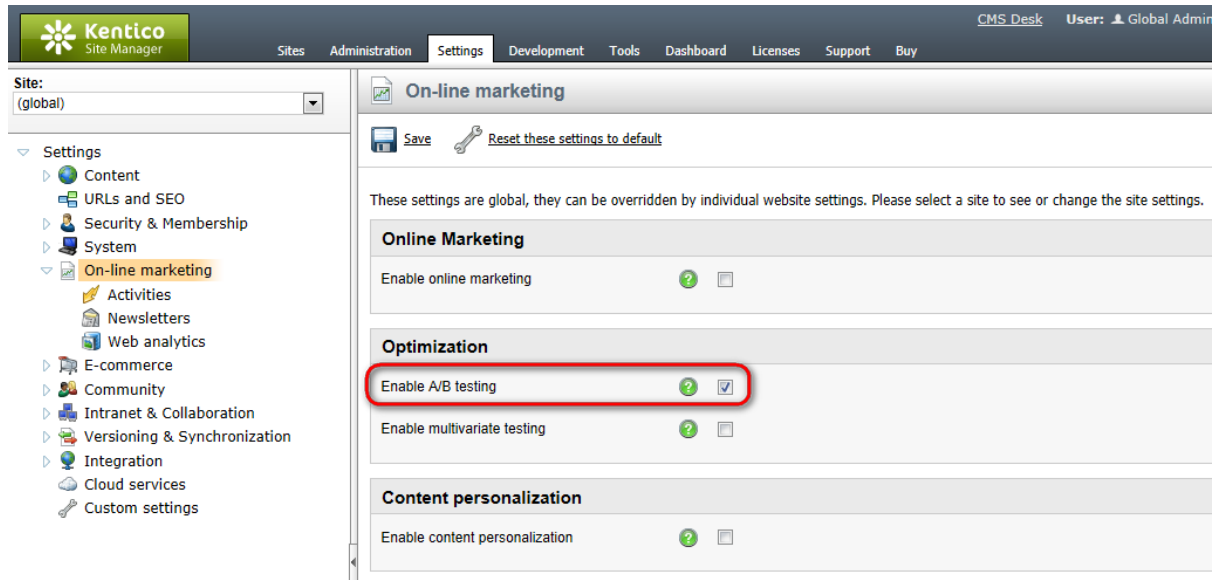 CMS Desk User: Global Admin
Kentico
Site Manager
Sites Administration Settings Development Tools Dashboard Licenses Support Buy
Site:
(global)
Settings
Content
URLs and SEO
Security & Membership
System
On-line marketing
Activities
Newsletters
Web analytics
E-commerce
Community
Intranet & Collaboration
Versioning & Synchronization
Integration
Cloud services
Custom settings
On-line marketing
Save Reset these settings to default
These settings are global, they can be overridden by individual website settings. Please select a site to see or change the site settings.
Online Marketing
Enable online marketing ?
Optimization
Enable A/B testing ?
Enable multivariate testing ?
Content personalization
Enable content personalization ?